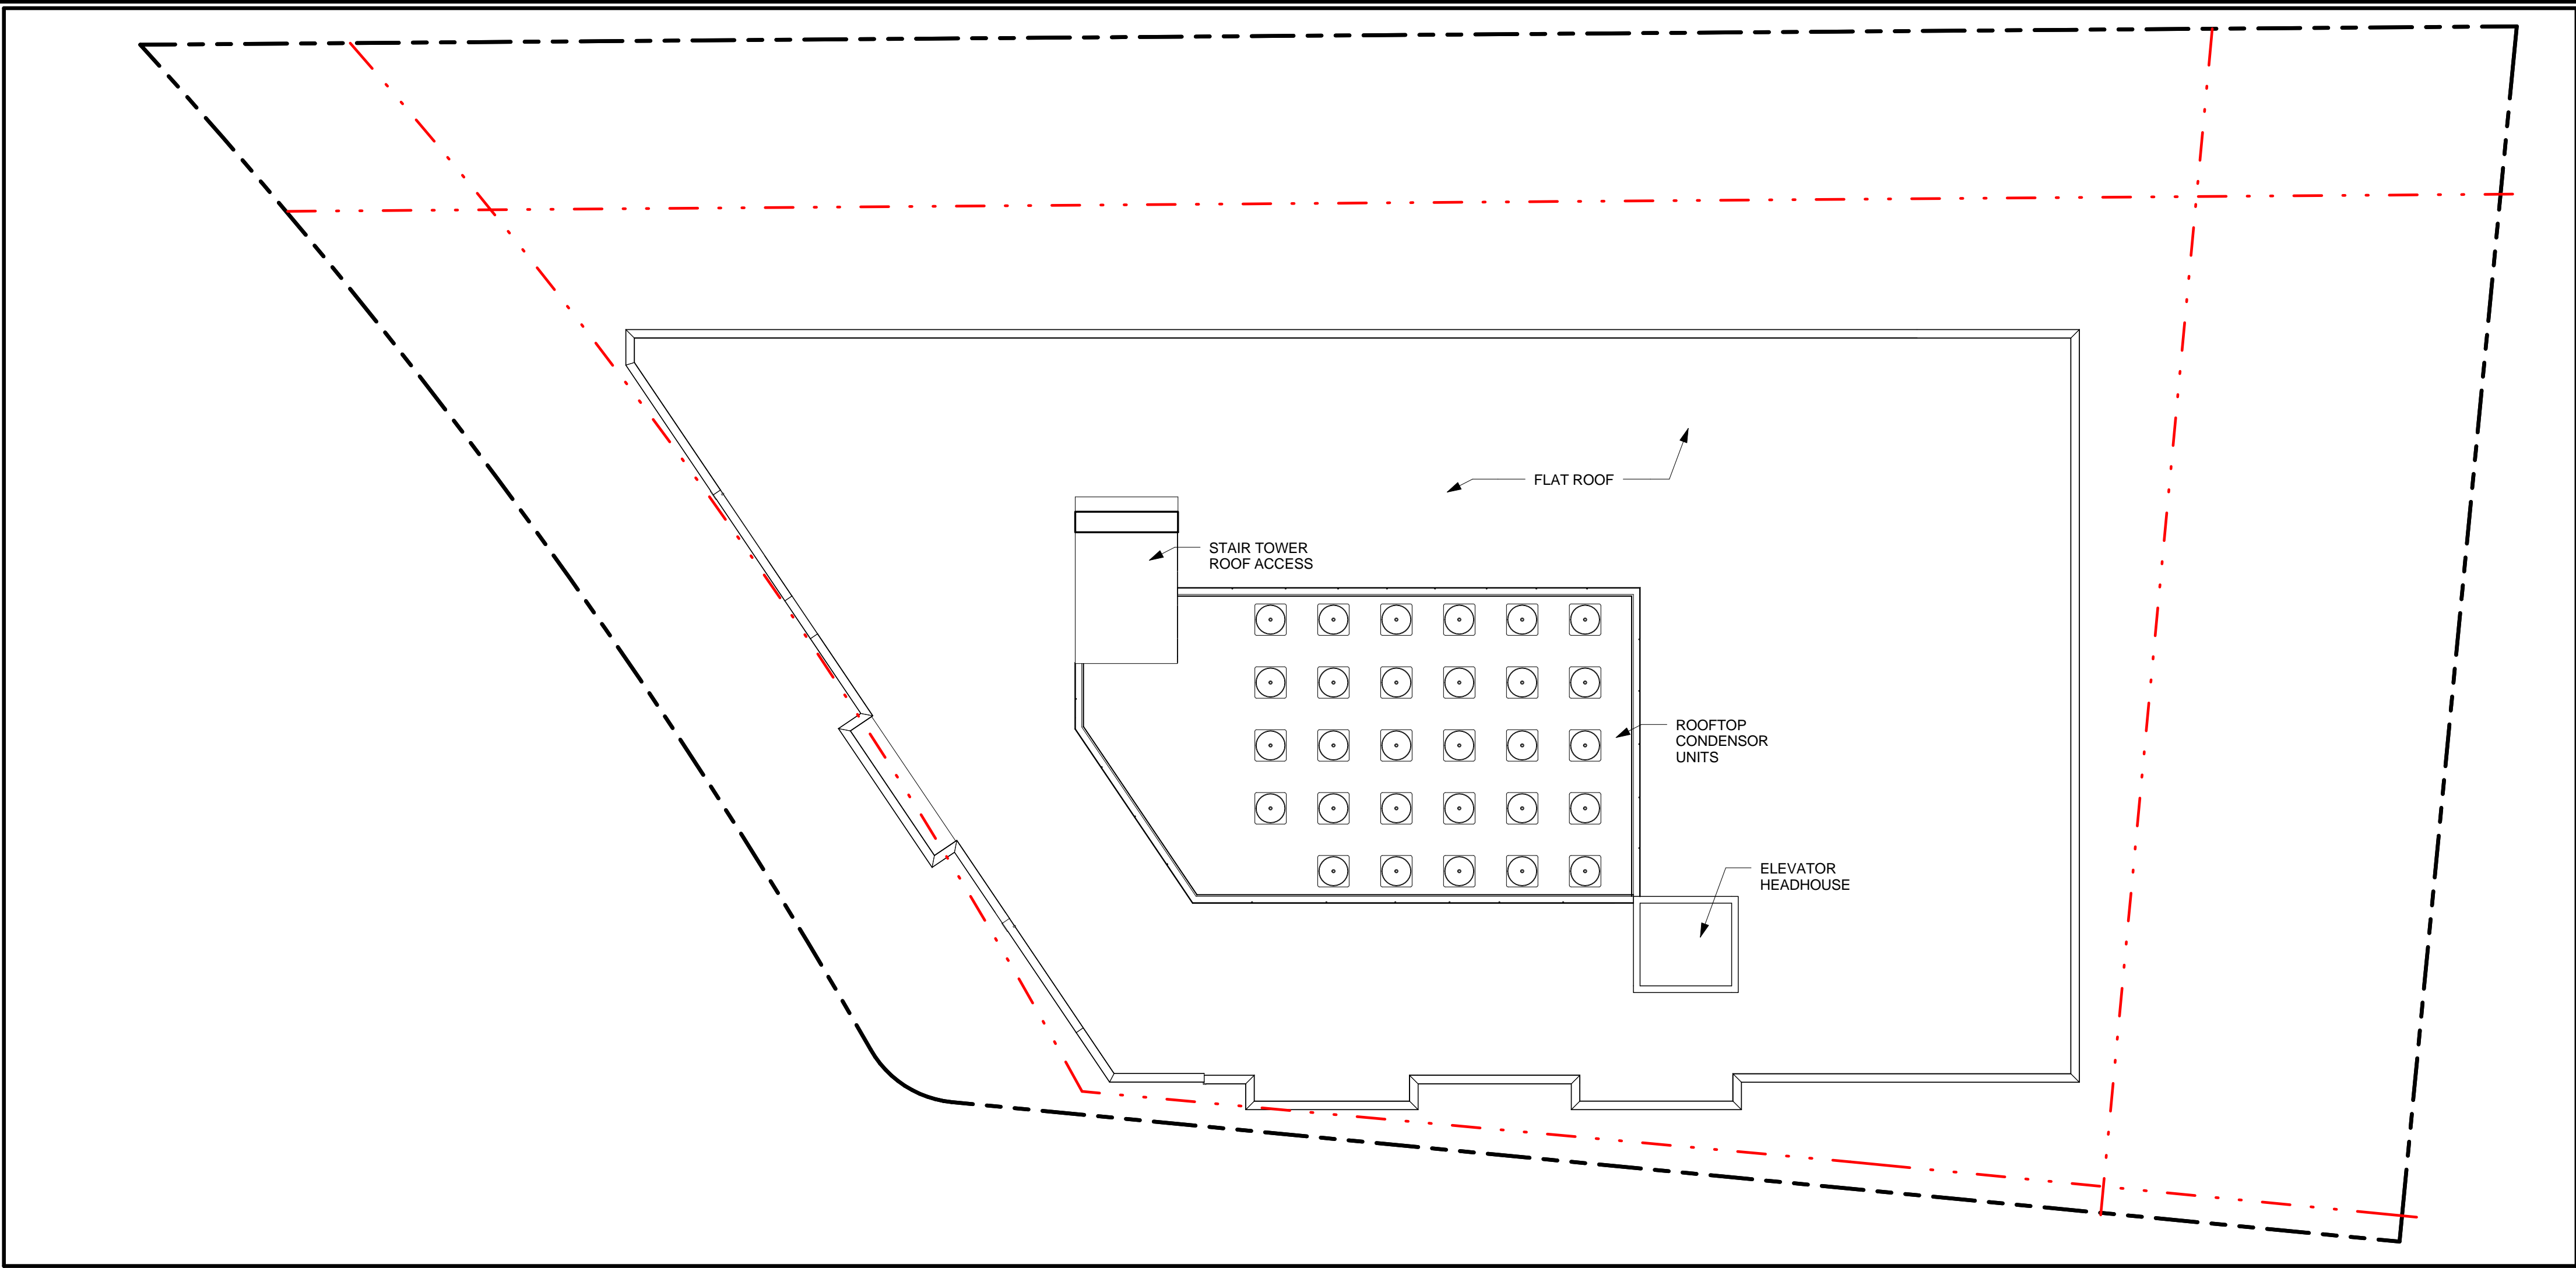 FLAT ROOF
STAIR TOWER
ROOF ACCESS
ROOFTOP
CONDENSOR
UNITS
ELEVATOR
HEADHOUSE